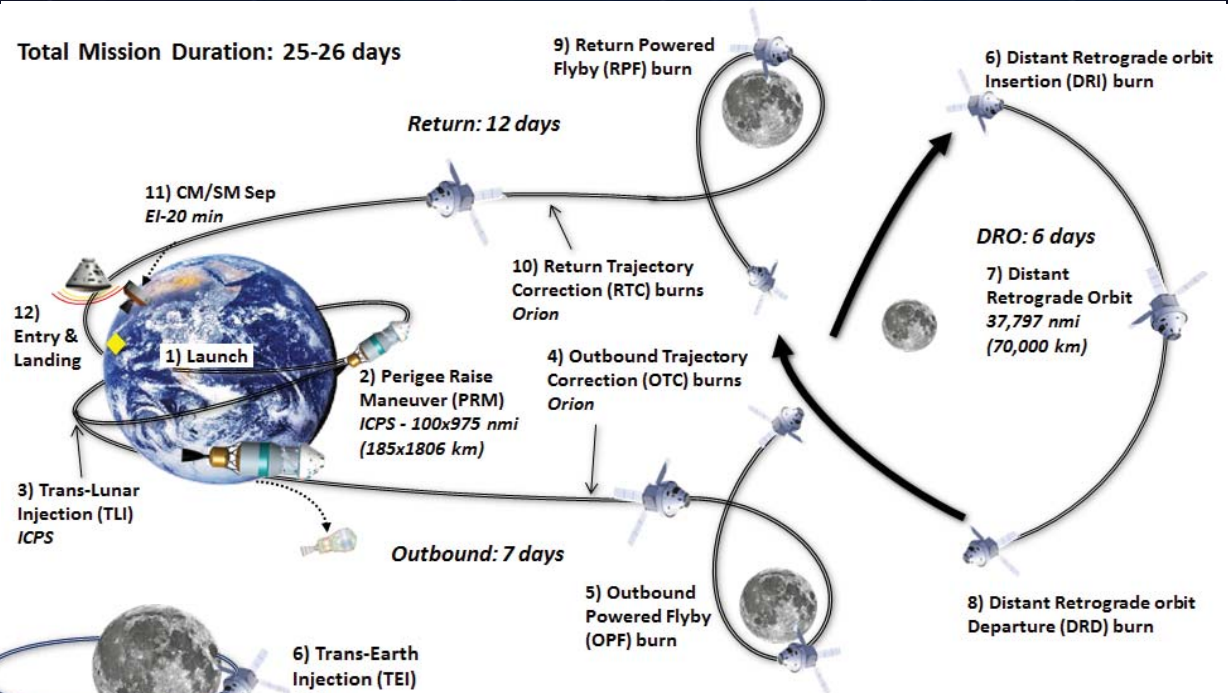 Total Mission Duration: 25-26 days
9) Return Powered
Flyby (RPF) burn
6) Distant Retrograde orbit
Insertion (DRI) burn
Return: 12 days
11) CM/SM Sep
EI-20 min
DRO: 6 days
7) Distant
Retrograde Orbit
37,797 nmi
(70,000 km)
10) Return Trajectory
Correction (RTC) burns
Orion
12)
Entry &
Landing
1) Launch
2) Perigee Raise
Maneuver (PRM)
ICPS - 100x975 nmi
(185x1806 km)
4) Outbound Trajectory
Correction (OTC) burns
Orion
3) Trans-Lunar
Injection (TLI)
ICPS
Outbound: 7 days
5) Outbound
Powered Flyby
(OPF) burn
8) Distant Retrograde orbit
Departure (DRD) burn
6) Trans-Earth
Injection (TEI)